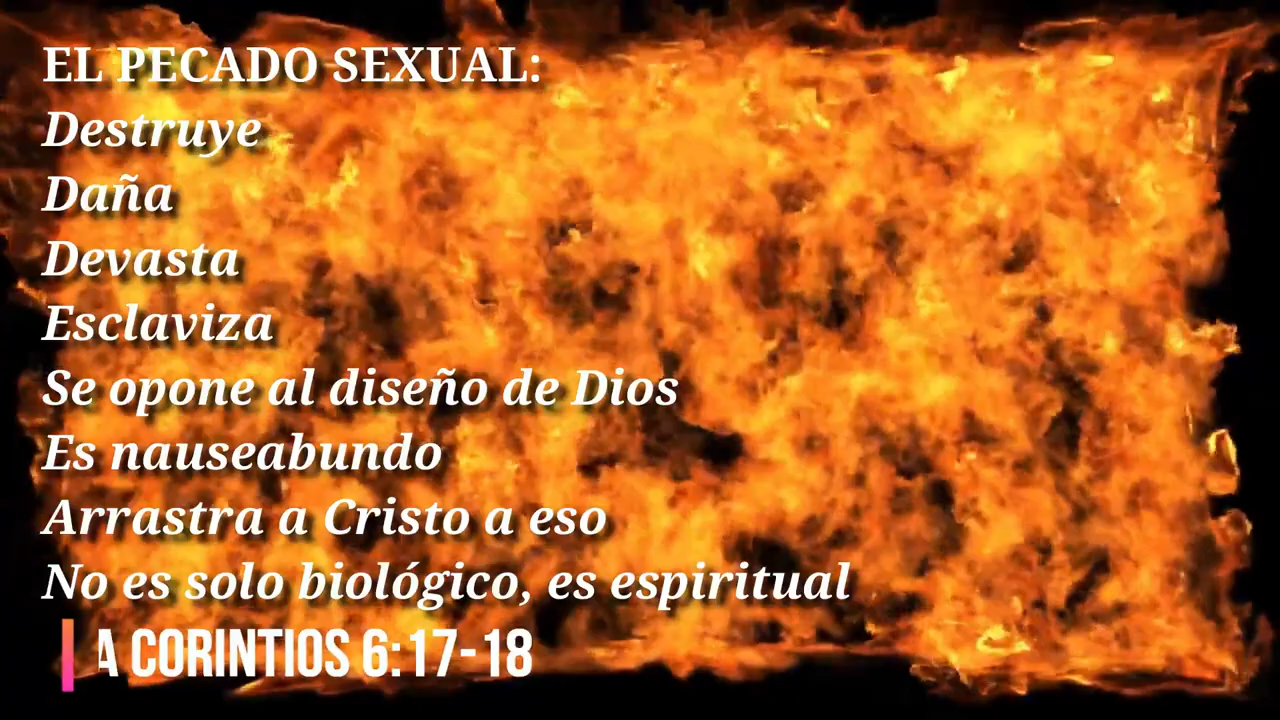 EL PECADO SEXUAL:
Destruye
Daña
Devasta
Esclaviza
Se opone al diseño de Dios
Es nauseabundo
Arrastra a Cristo a eso
No es solo biológico, es espiritual
A CORINTIOS 6:17-18